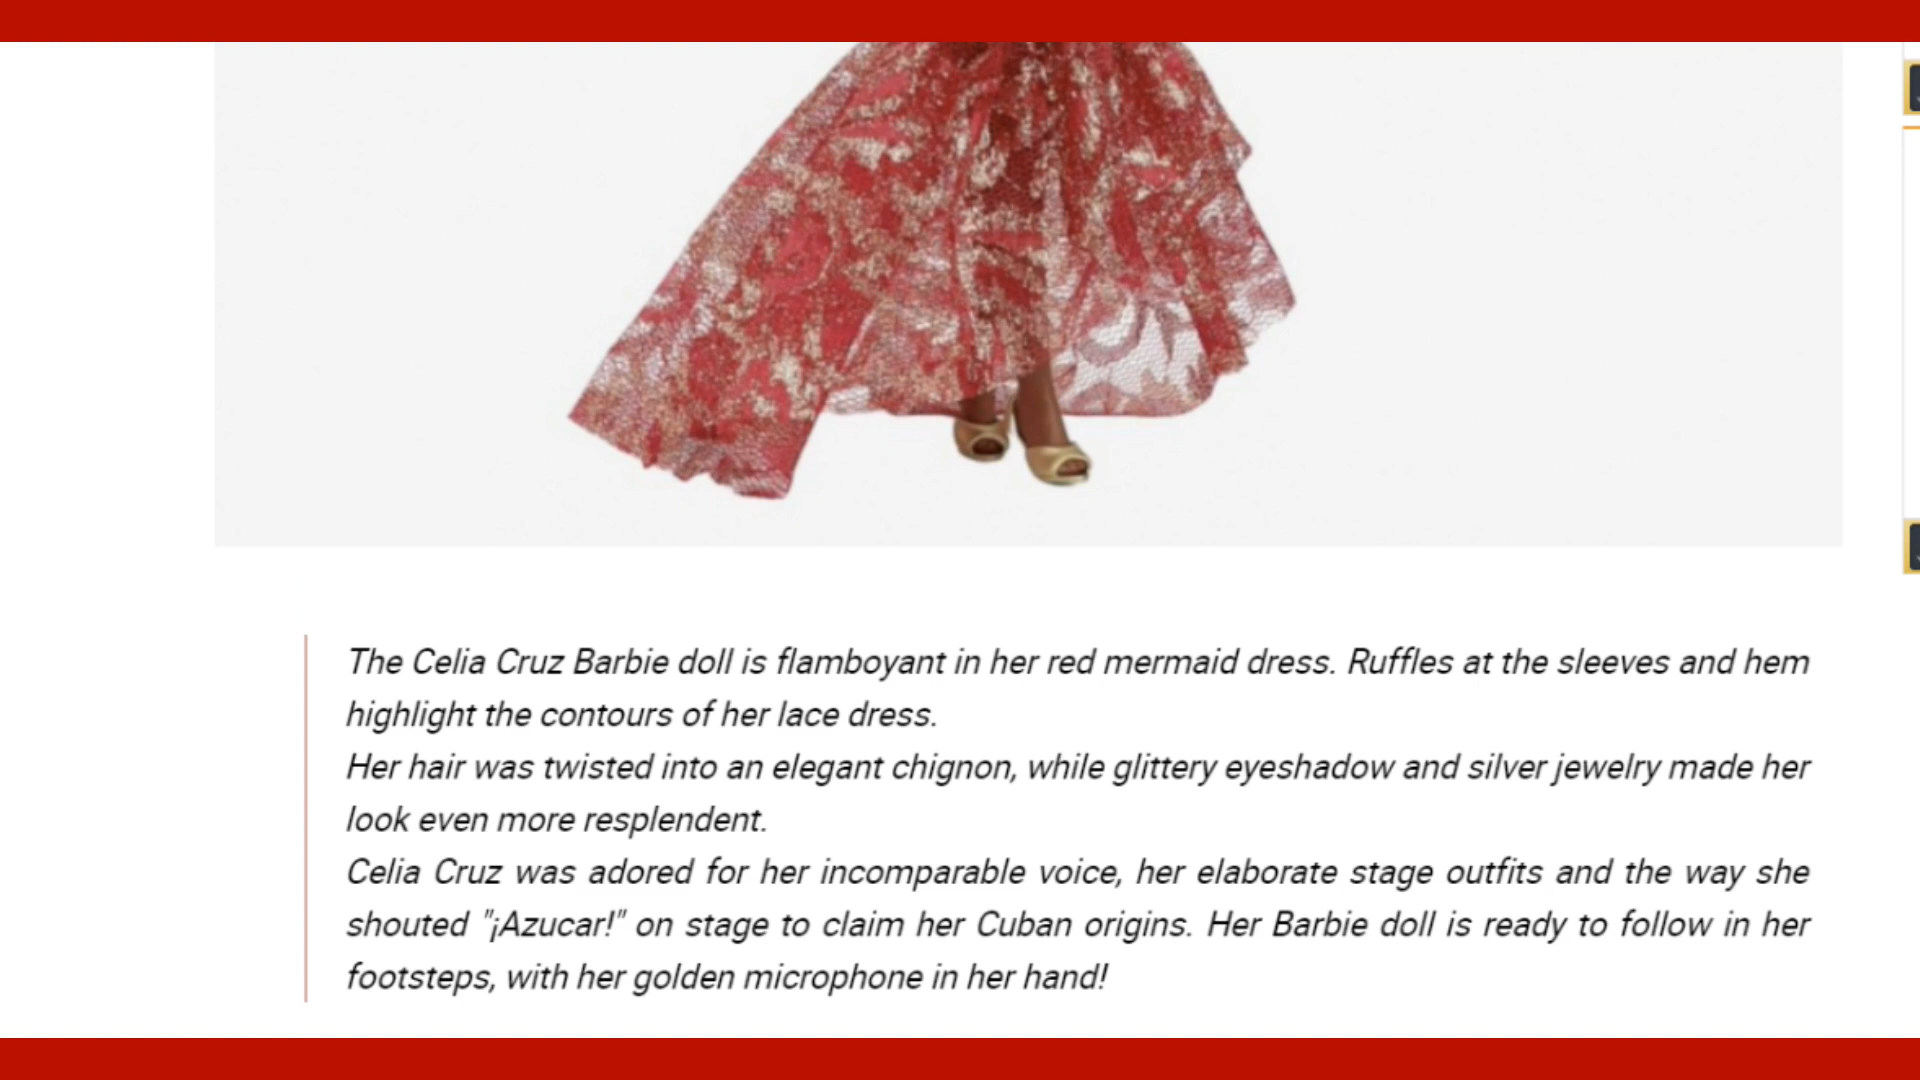 The Celia Cruz Barbie doll is flamboyant in her red mermaid dress. Ruffles at the sleeves and hem
highlight the contours of her lace dress.
Her hair was twisted into an elegant chignon, while glittery eyeshadow and silver jewelry made her
look even more resplendent.
Celia Cruz was adored for her incomparable voice, her elaborate stage outfits and the way she
shouted "¡Azucar!" on stage to claim her Cuban origins. Her Barbie doll is ready to follow in her
footsteps, with her golden microphone in her hand!